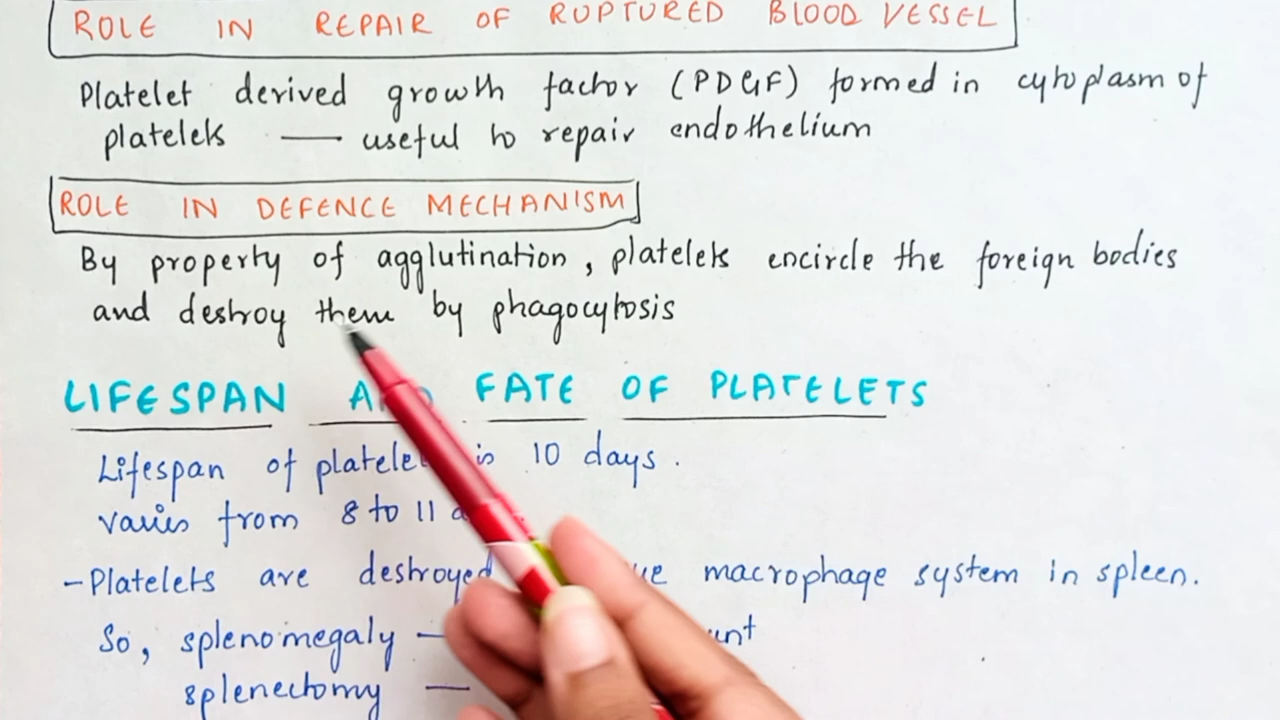 ROLE IN REPAIR OF RUPTURED BLOOD VESSEL
Platelet derived growth factor (PDGF) formed in cytoplasm of
platelets — useful to repair endothelium
ROLE IN DEFENCE MECHANISM
By property of agglutination, platelets encircle the foreign bodies
and destroy them by phagocytosis
LIFESPAN FATE OF PLATELETS
Lifespan of is 10 days.
varies from 8 to 11
- Platelets are destroyed macrophage system in spleen.
So, splenomegaly —
splenectomy —